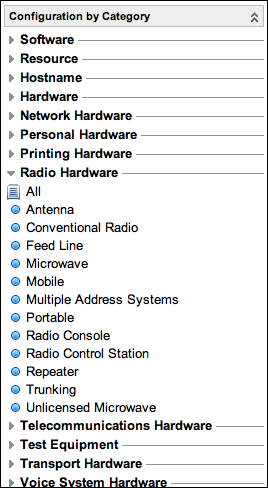 Configuration by Category
Software
Resource
Hostname
Hardware
Network Hardware
Personal Hardware
Printing Hardware
Radio Hardware
All
Antenna
Conventional Radio
Feed Line
Microwave
Mobile
Multiple Address Systems
Portable
Radio Console
Radio Control Station
Repeater
Trunking
Unlicensed Microwave
Telecommunications Hardware
Test Equipment
Transport Hardware
Voice System Hardware